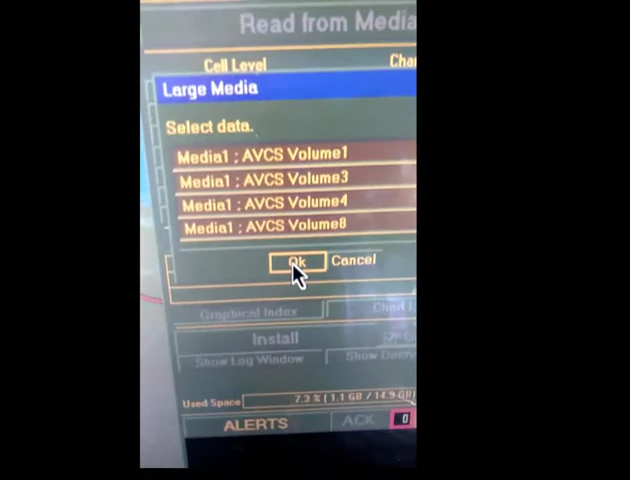 Read from Media
Cell Level
Large Media
Select data.
Media1 ; AVCS Volume1
Media1 ; AVCS Volume3
Media1 ; AVCS Volume4
Media1 ; AVCS Volume8
Ok Cancel
Graphical Index
Install
Show Log Window Show
Used Space 7.3 % ( 1.1 GB / 14.9 GB)
ALERTS ACK 0